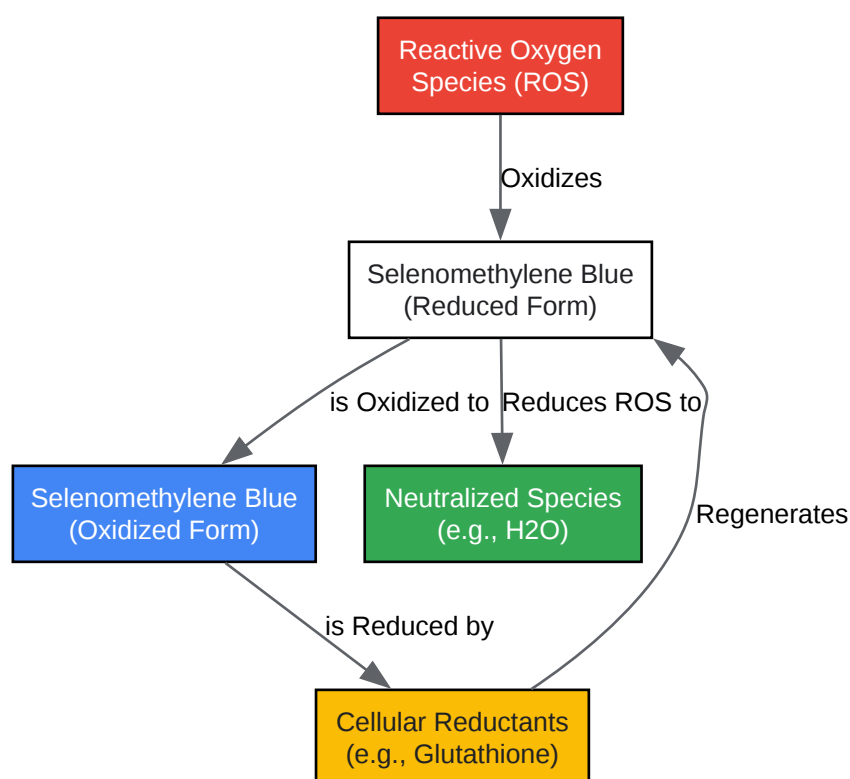 Reactive Oxygen
Species (ROS)
Oxidizes
Selenomethylene Blue
(Reduced Form)
is Oxidized to
Reduces ROS to
Selenomethylene Blue
(Oxidized Form)
Neutralized Species
(e.g., H2O)
Regenerates
is Reduced by
Cellular Reductants
(e.g., Glutathione)